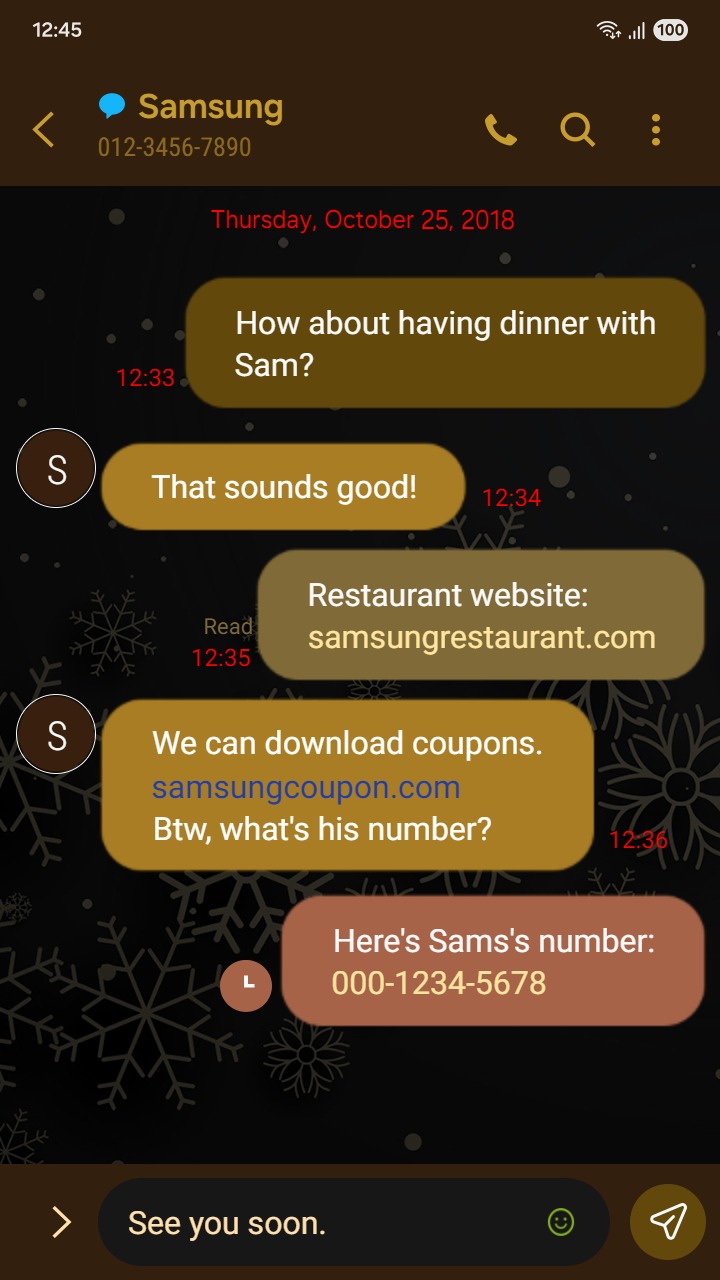 12:45
100
Samsung
012-3456-7890
Thursday, October 25, 2018
How about having dinner with
Sam?
12:33
S
That sounds good!
12:34
Restaurant website:
Read
samsungrestaurant.com
12:35
S
We can download coupons.
samsungcoupon.com
Btw, what's his number?
12:36
Here's Sams's number:
000-1234-5678
See you soon.